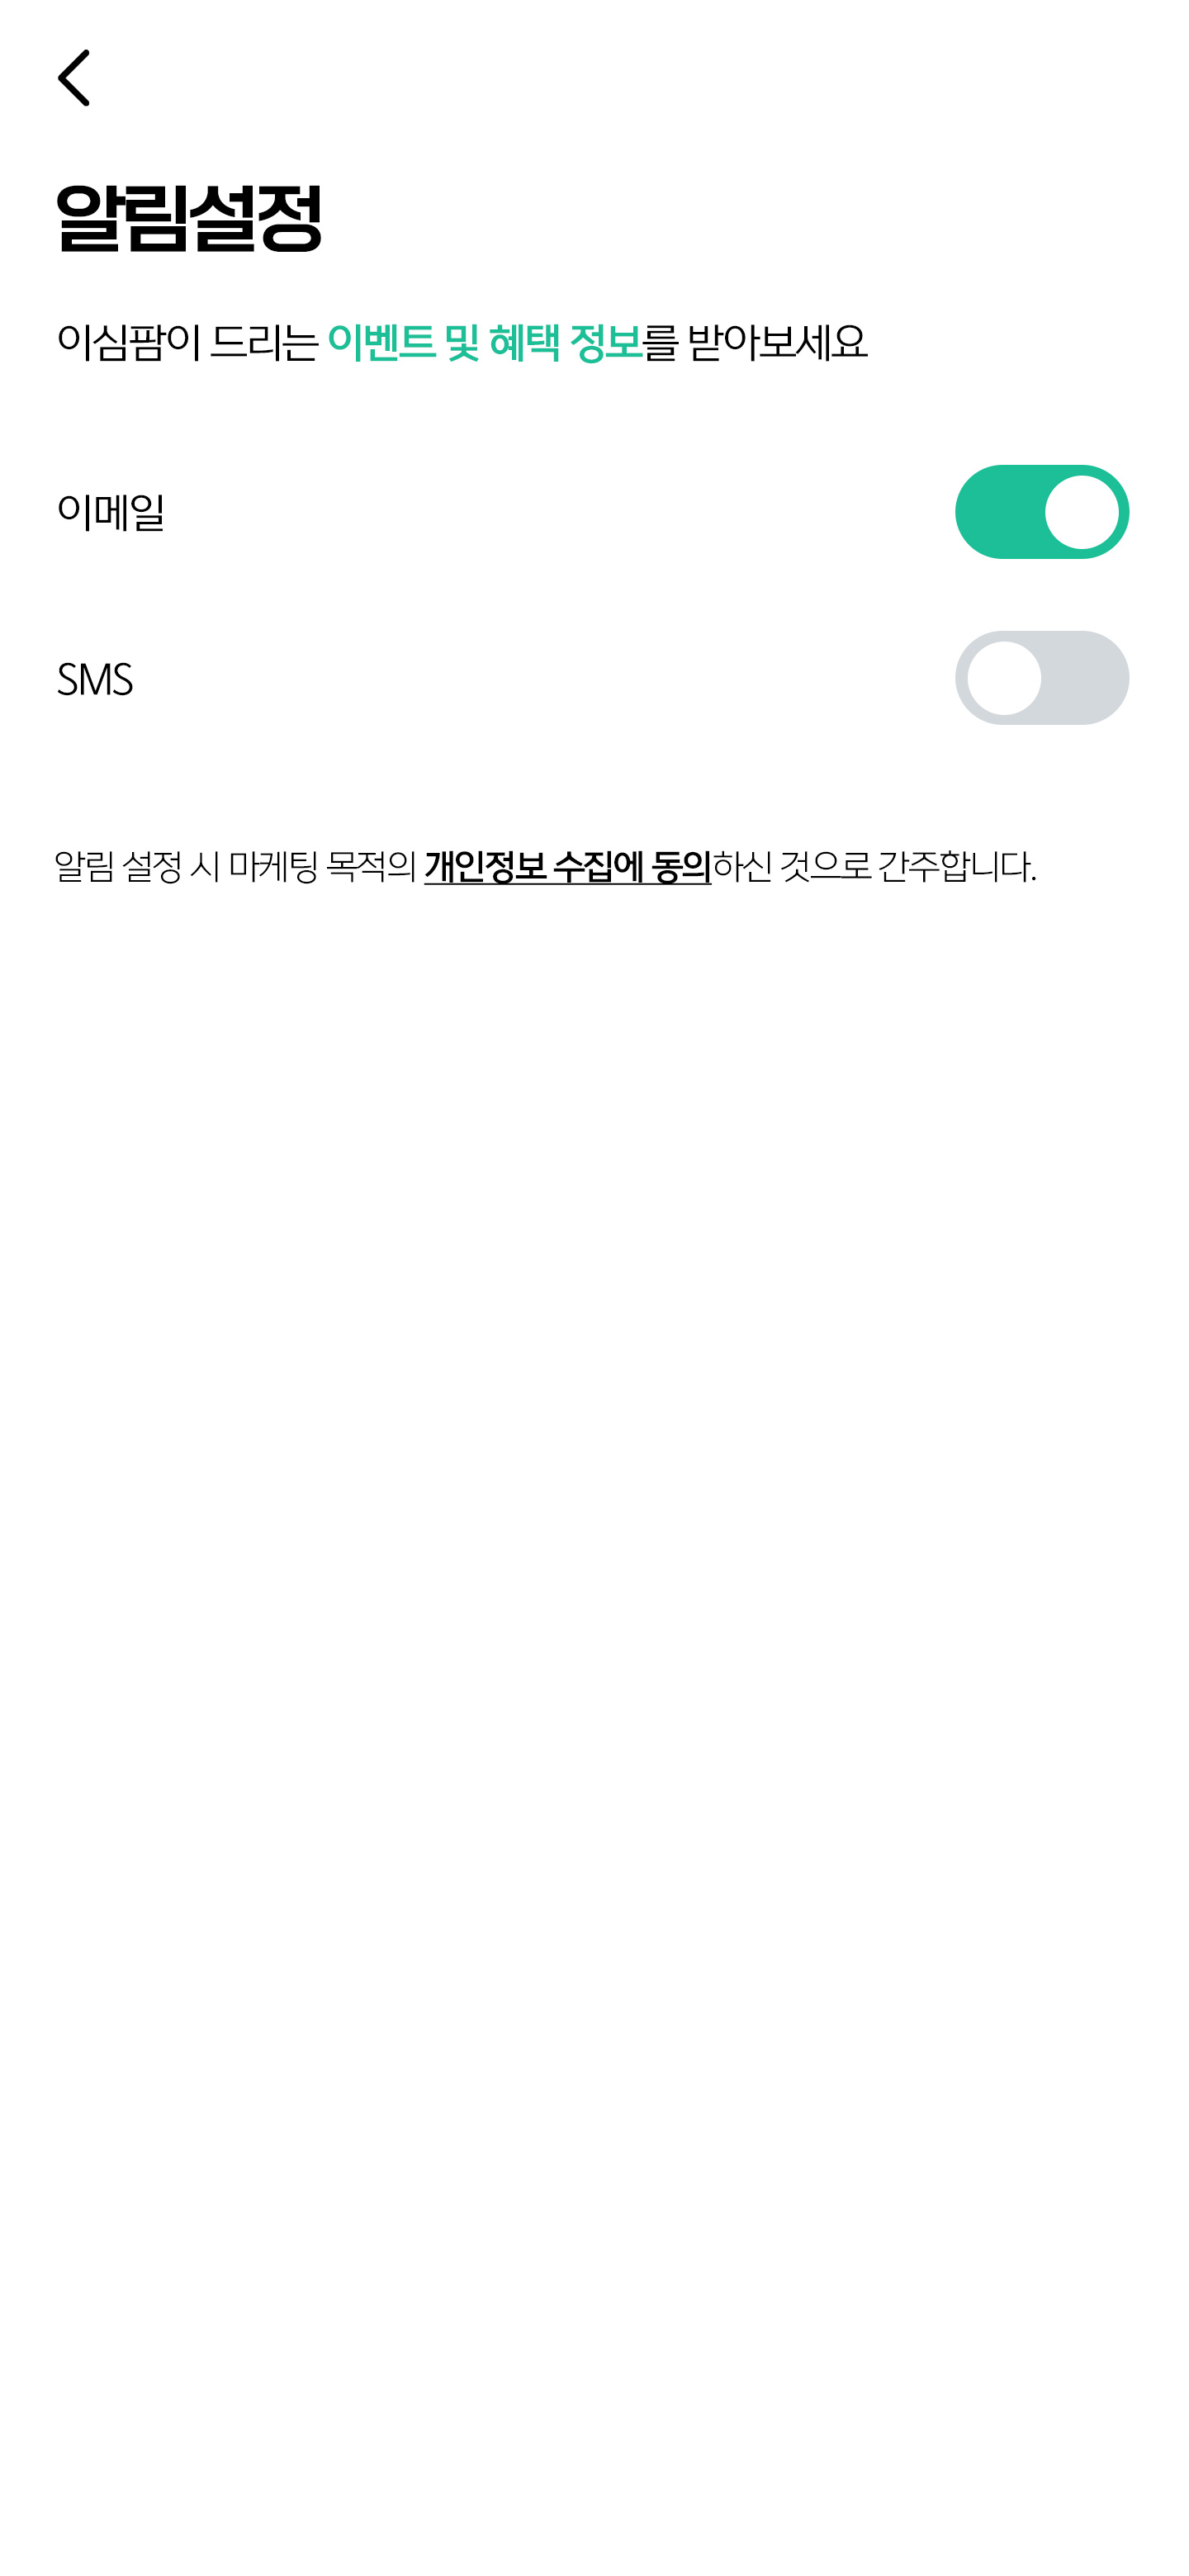 알림설정
이심팜이 드리는 이벤트 및 혜택 정보를 받아보세요
이메일
SMS
알림 설정 시 마케팅 목적의 개인정보 수집에 동의하신 것으로 간주합니다.